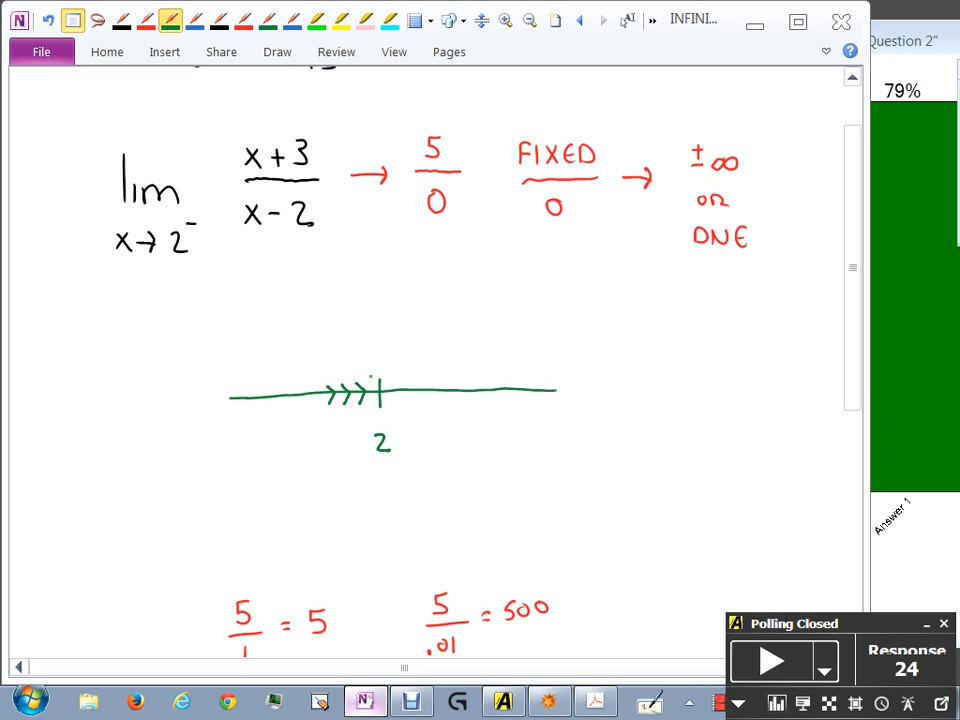 INFINI...
Question 2"
File Home Insert Share Draw Review View Pages
79%
lim x→2⁻ x+3 / x-2 → 5 / 0 FIXED / 0 → ± ∞
OR
DNE
2
Answer 1
5 / 1 = 5 5 / .01 = 500
Polling Closed
Response
24